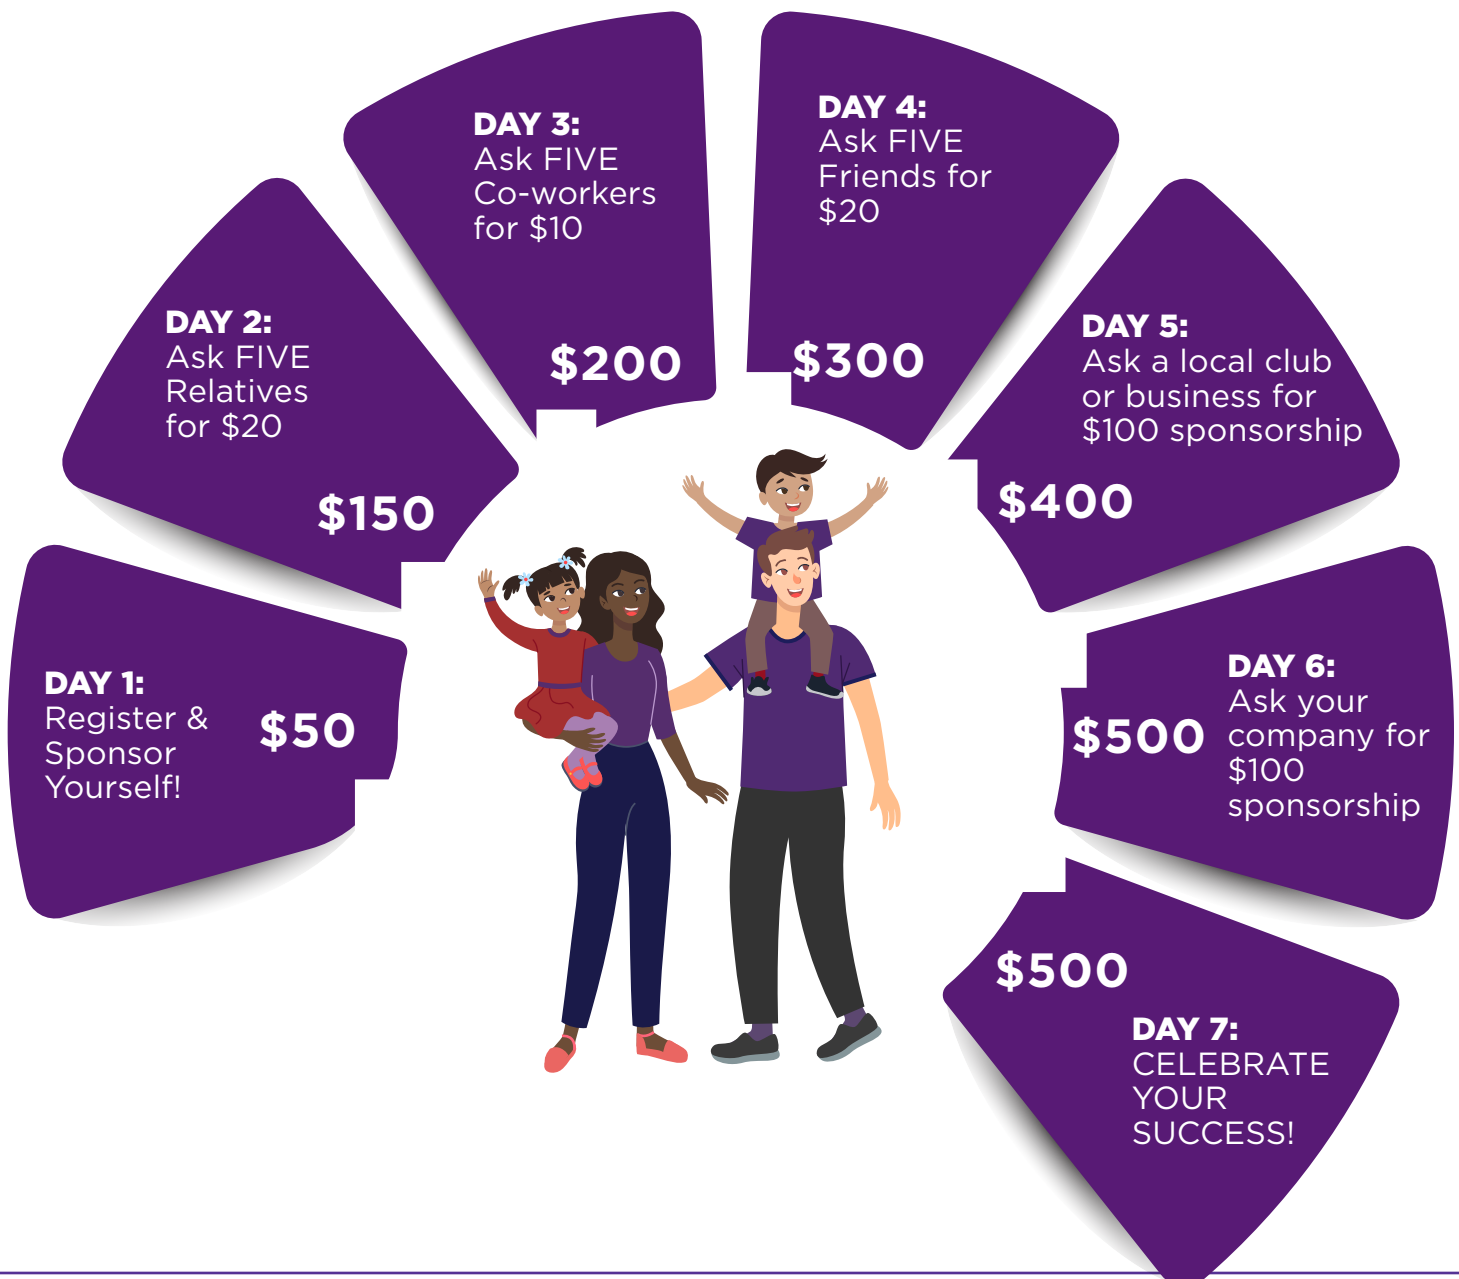 DAY 1:
Register &
Sponsor
Yourself!
$50
DAY 2:
Ask FIVE
Relatives
for $20
$150
DAY 3:
Ask FIVE
Co-workers
for $10
$200
DAY 4:
Ask FIVE
Friends for
$20
$300
DAY 5:
Ask a local club
or business for
$100 sponsorship
$400
DAY 6:
Ask your
company for
$100
sponsorship
$500
$500
DAY 7:
CELEBRATE
YOUR
SUCCESS!